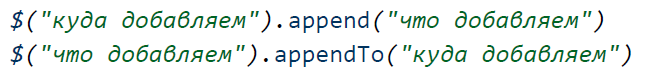 $("куда добавляем").append("что добавляем")
$("что добавляем").appendTo("куда добавляем")